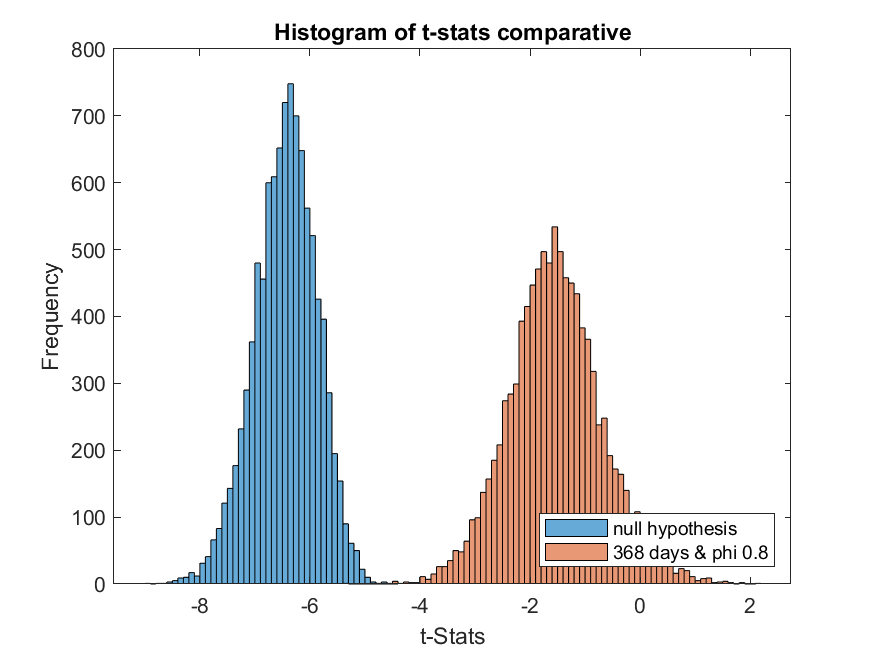 Histogram of t-stats comparative
800
700
600
500
400
300
200
100
0
Frequency
null hypothesis
368 days & phi 0.8
-8 -6 -4 -2 0 2
t-Stats